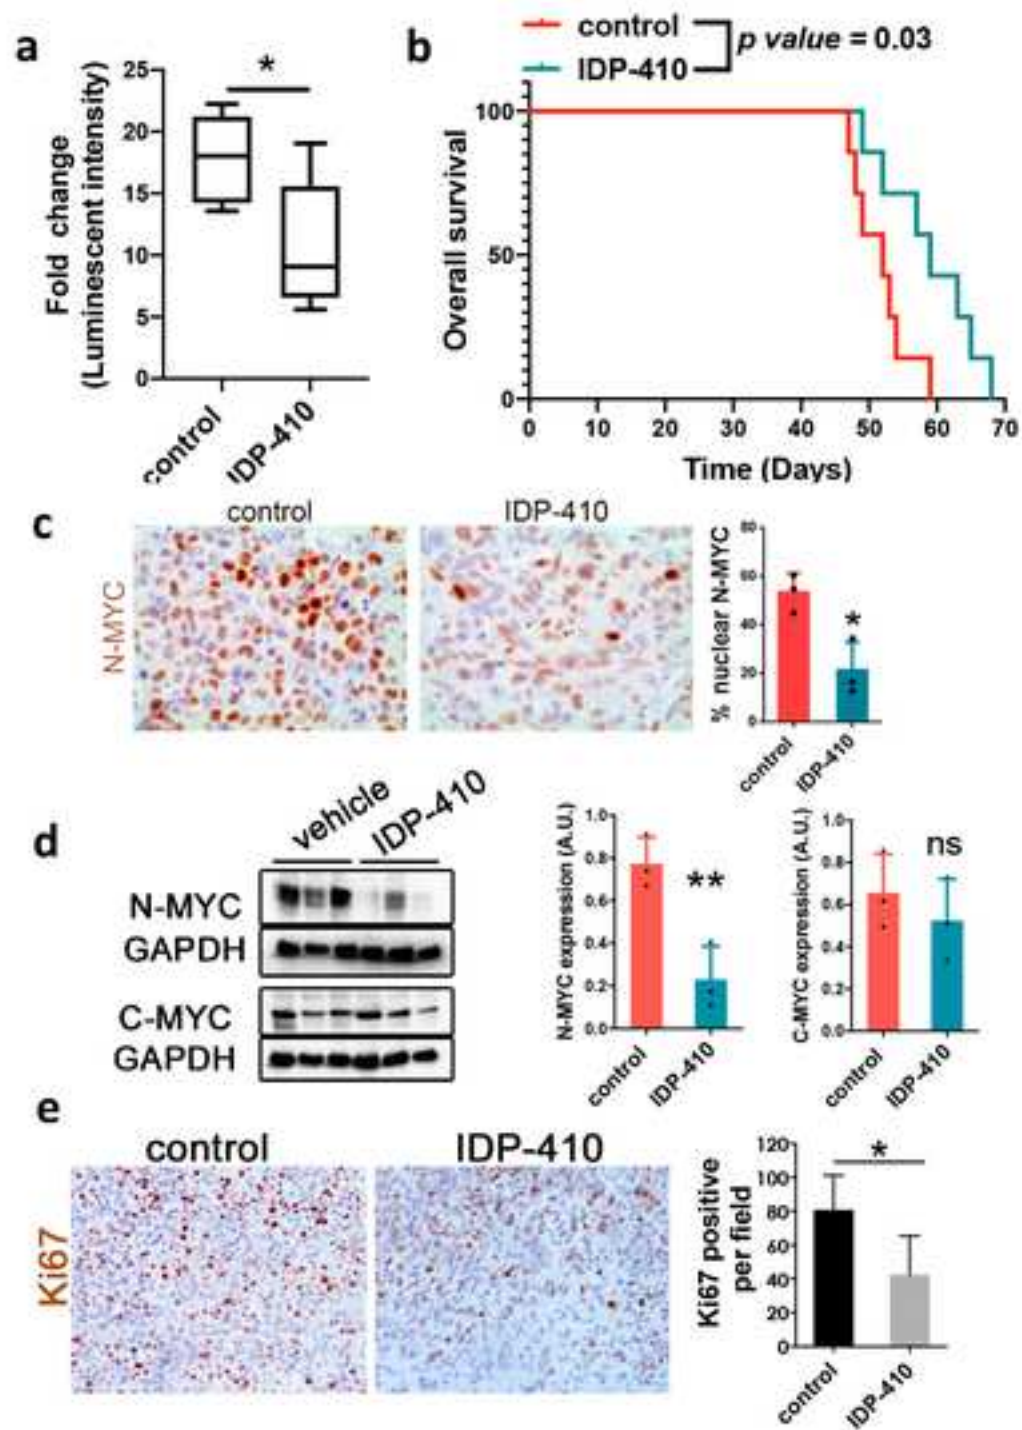 a
Fold change
(Luminescent intensity)
25
20
15
10
5
0
*
control
IDP-410
b
control
IDP-410
p value = 0.03
Overall survival
100
50
0
0 10 20 30 40 50 60 70
Time (Days)
c
control
IDP-410
N-MYC
% nuclear N-MYC
80
60
40
20
0
*
control
IDP-410
d
vehicle
IDP-410
N-MYC
GAPDH
C-MYC
GAPDH
N-MYC expression (A.U.)
1.0
0.8
0.6
0.4
0.2
0.0
**
control
IDP-410
C-MYC expression (A.U.)
1.0
0.8
0.6
0.4
0.2
0.0
ns
control
IDP-410
e
control
IDP-410
Ki67
Ki67 positive
per field
120
100
80
60
40
20
0
*
control
IDP-410